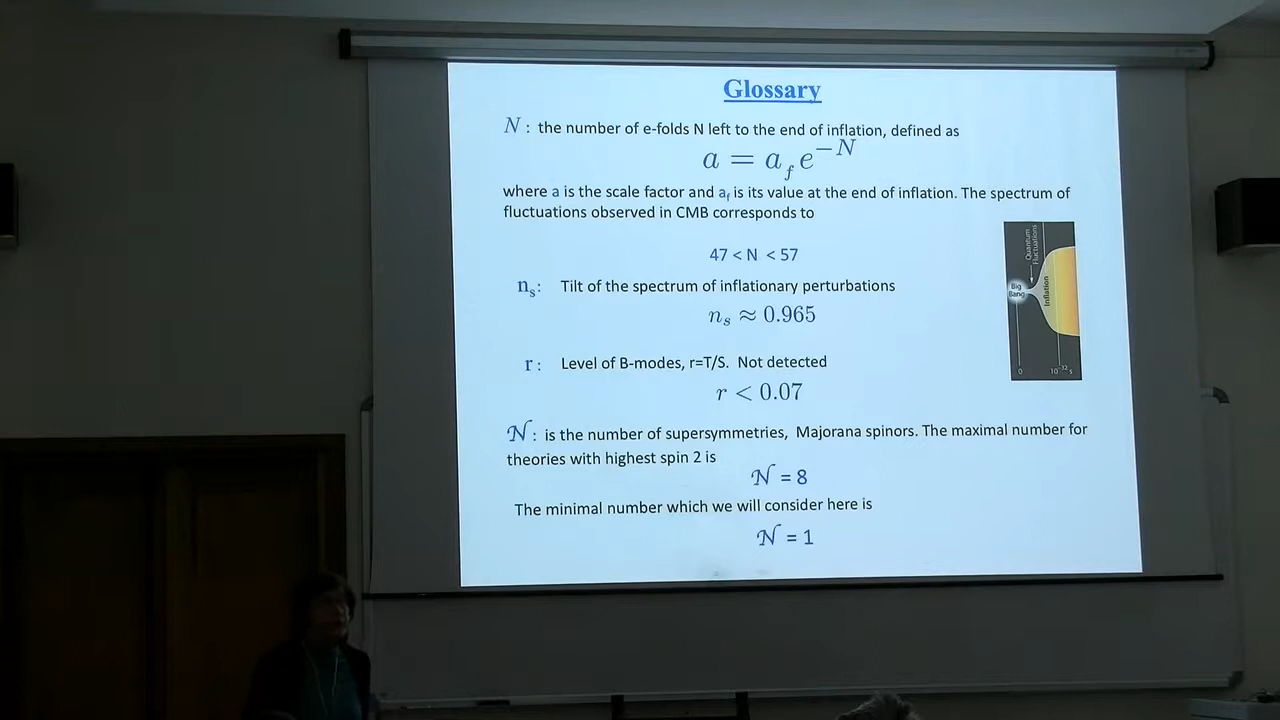 Glossary
N : the number of e-folds N left to the end of inflation, defined as
a = a_f e^{-N}
where a is the scale factor and a_f is its value at the end of inflation. The spectrum of
fluctuations observed in CMB corresponds to
47 < N < 57
n_s: Tilt of the spectrum of inflationary perturbations
n_s ≈ 0.965
r : Level of B-modes, r=T/S. Not detected
r < 0.07
𝒩 : is the number of supersymmetries, Majorana spinors. The maximal number for
theories with highest spin 2 is
𝒩 = 8
The minimal number which we will consider here is
𝒩 = 1
Quantum
Fluctuations
Big
Bang
Inflation
0
10^{-32} s